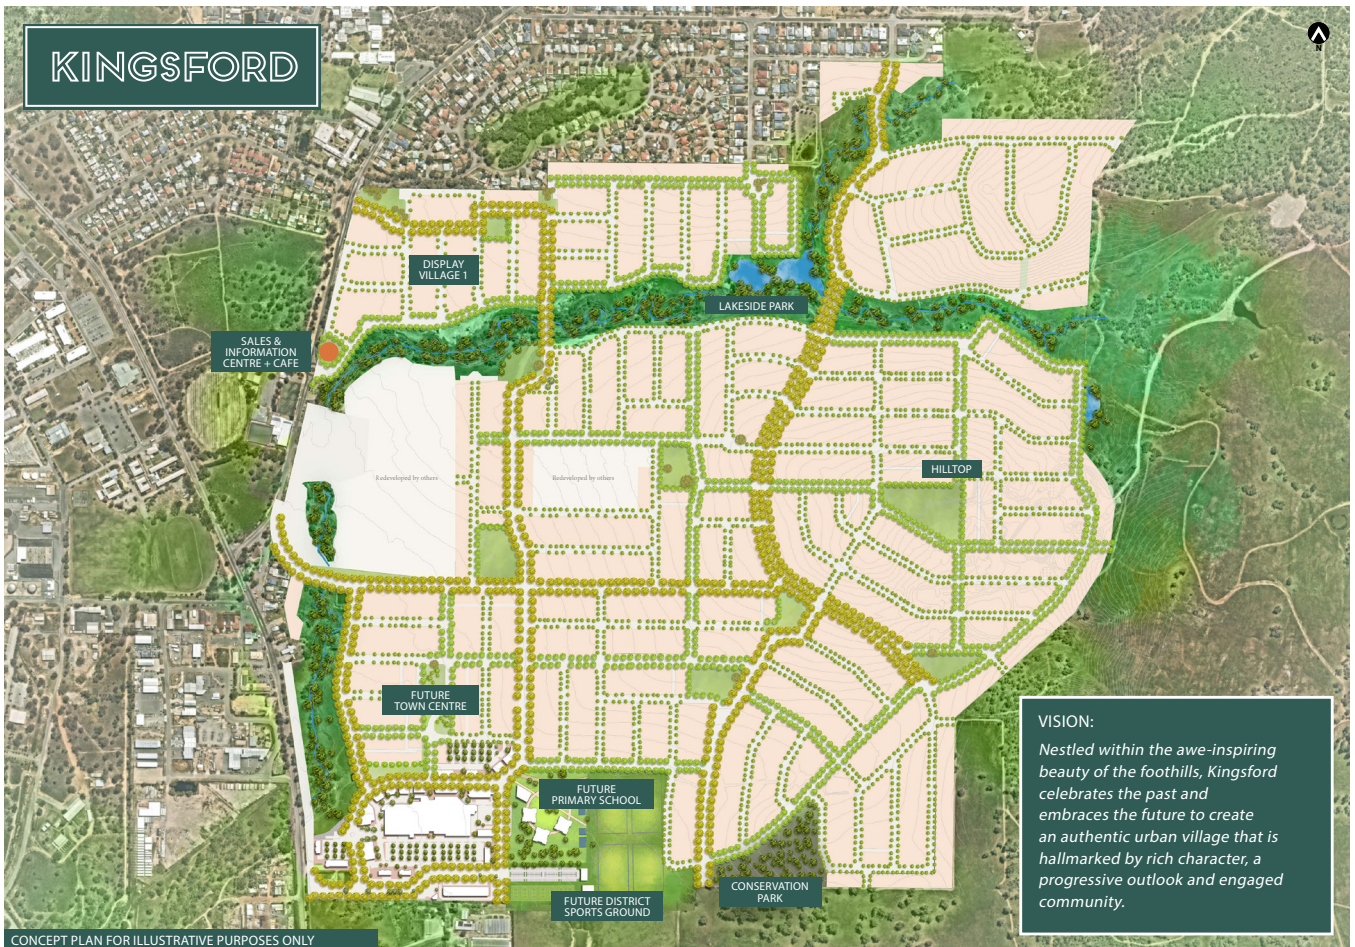 KINGSFORD
N
DISPLAY
VILLAGE 1
LAKESIDE PARK
SALES &
INFORMATION
CENTRE + CAFE
HILLTOP
Redeveloped by others
Redeveloped by others
FUTURE
TOWN CENTRE
FUTURE
PRIMARY SCHOOL
CONSERVATION
PARK
FUTURE DISTRICT
SPORTS GROUND
VISION:
Nestled within the awe-inspiring
beauty of the foothills, Kingsford
celebrates the past and
embraces the future to create
an authentic urban village that is
hallmarked by rich character, a
progressive outlook and engaged
community.
CONCEPT PLAN FOR ILLUSTRATIVE PURPOSES ONLY